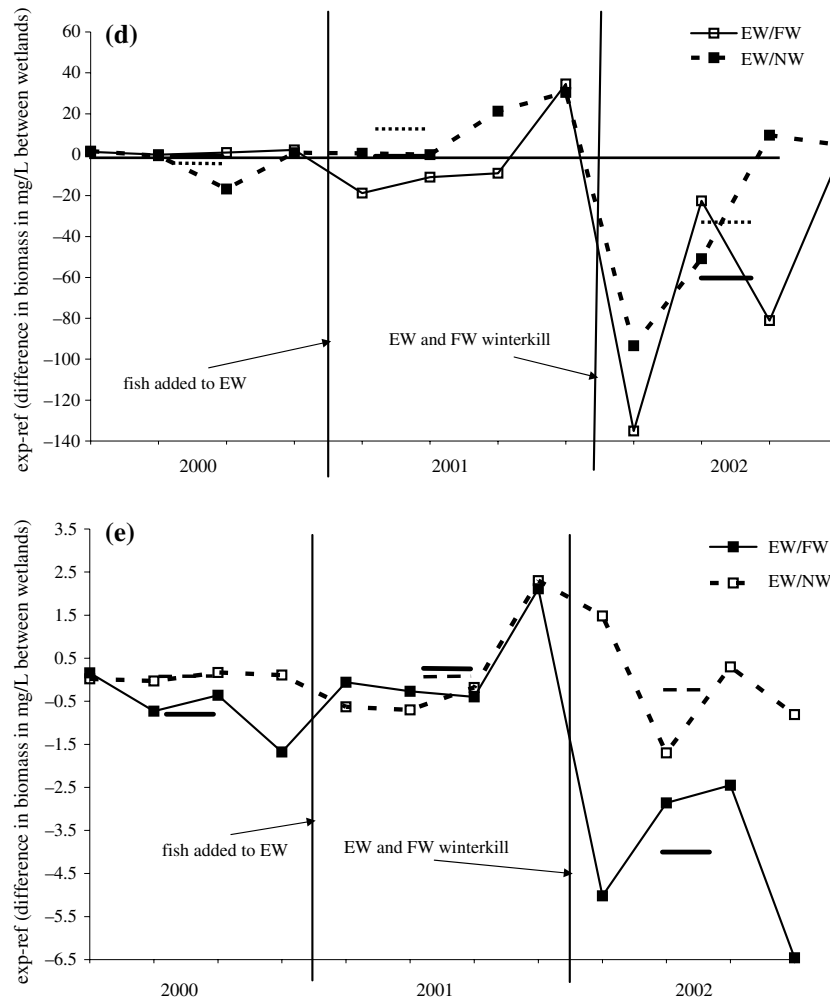 (d)
EW/FW
EW/NW
exp-ref (difference in biomass in mg/L between wetlands)
60
40
20
0
−20
−40
−60
−80
−100
−120
−140
EW and FW winterkill
fish added to EW
2000 2001 2002
(e)
EW/FW
EW/NW
exp-ref (difference in biomass in mg/L between wetlands)
3.5
2.5
1.5
0.5
−0.5
−1.5
−2.5
−3.5
−4.5
−5.5
−6.5
fish added to EW
EW and FW winterkill
2000 2001 2002